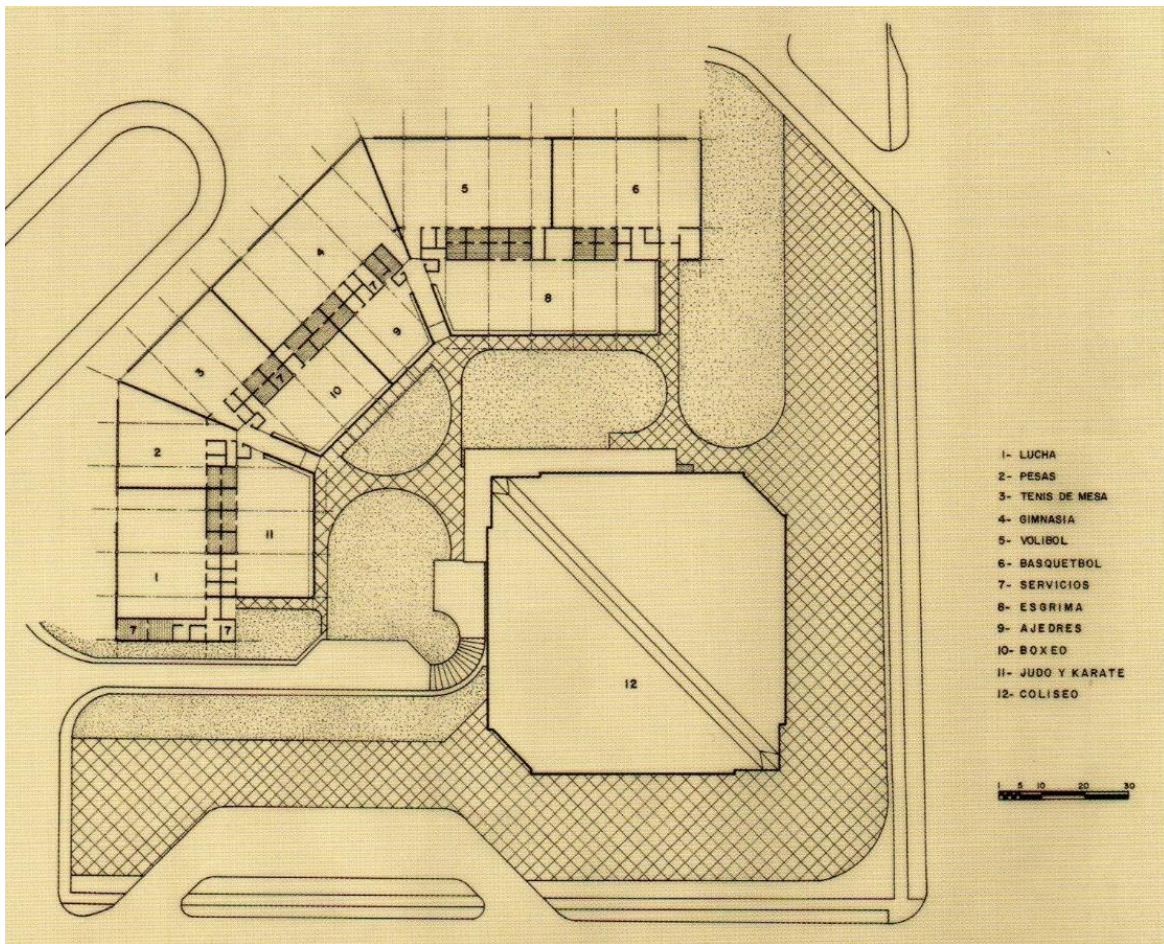 5
6
4
7
8
9
3
7
10
2
11
1
7
7
12
1- LUCHA
2- PESAS
3- TENIS DE MESA
4- GIMNASIA
5- VOLIBOL
6- BASQUETBOL
7- SERVICIOS
8- ESGRIMA
9- AJEDRES
10- BOXEO
11- JUDO Y KARATE
12- COLISEO
1 5 10 20 30